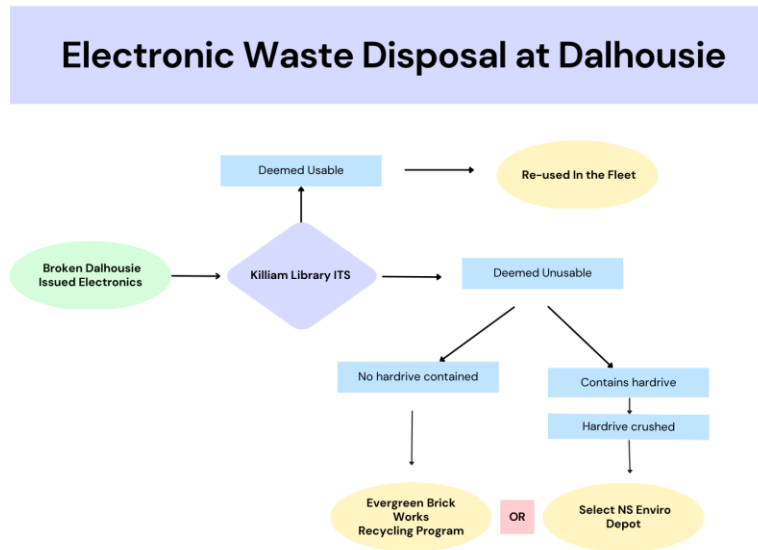 Electronic Waste Disposal at Dalhousie
Deemed Usable
Re-used In the Fleet
Broken Dalhousie
Issued Electronics
Killiam Library ITS
Deemed Unusable
No hardrive contained
Contains hardrive
Hardrive crushed
Evergreen Brick
Works
Recycling Program
OR
Select NS Enviro
Depot